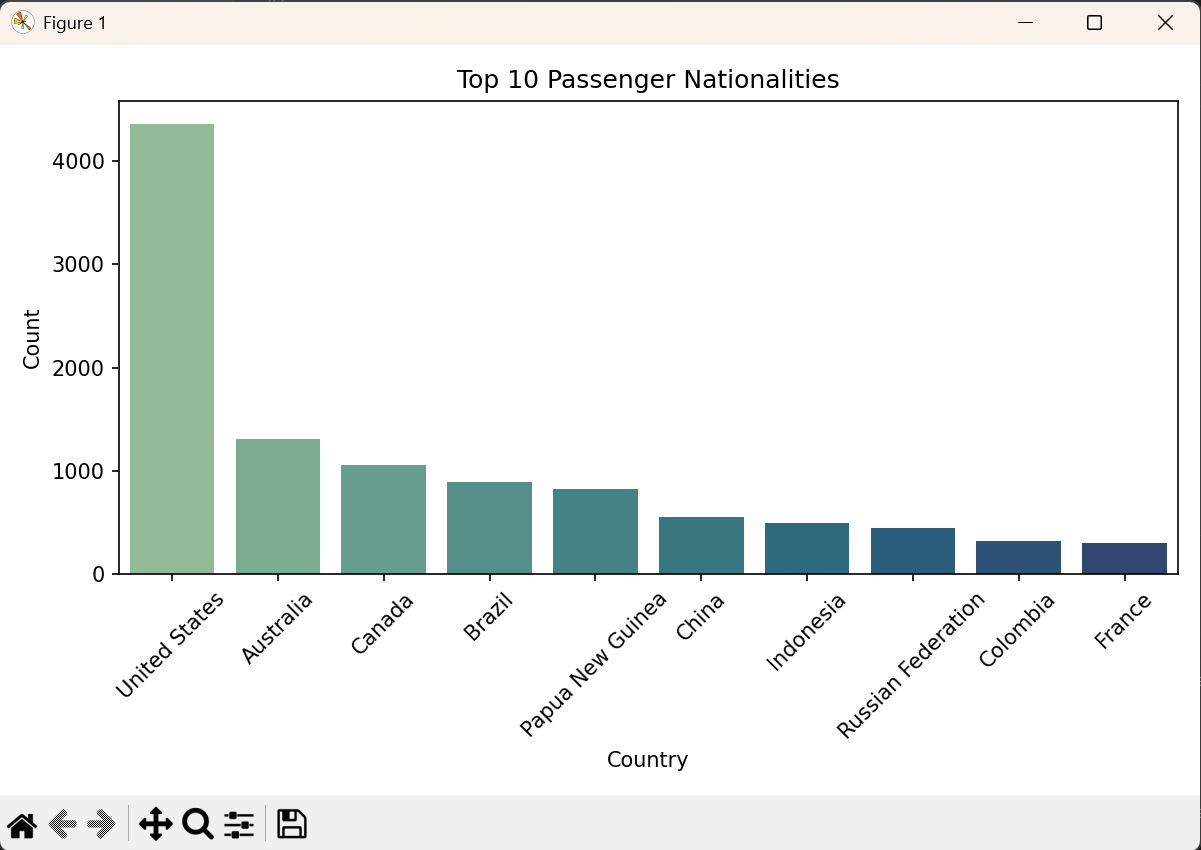 Figure 1
Top 10 Passenger Nationalities
4000
3000
2000
1000
0
Count
United States
Australia
Canada
Brazil
Papua New Guinea
China
Indonesia
Russian Federation
Colombia
France
Country